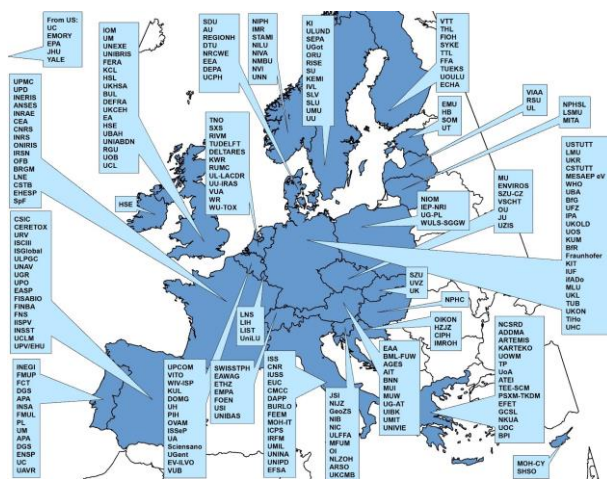 From US:
UC
EMORY
EPA
JHU
YALE
IOM
UM
UNEXE
UNIBRIS
FERA
KCL
HSL
UKHSA
BUL
DEFRA
UKCEH
EA
HSE
UBAH
UNIABDN
RGU
UOB
UCL
SDU
AU
REGIONH
DTU
NRCWE
EEA
DEPA
UCPH
NIPH
IMR
STAMI
NILU
NIVA
NMBU
NVI
UNN
KI
ULUND
SEPA
UGot
ORU
RISE
SU
KEMI
IVL
SLV
SLU
UMU
UU
VTT
THL
FIOH
SYKE
TTL
FFA
TUEKS
UOULU
ECHA
EMU
HB
SOM
UT
VIAA
RSU
UL
NPHSL
LSMU
MITA
UPMC
UPD
INERIS
ANSES
INRAE
CEA
CNRS
INRS
ONIRIS
IRSN
OFB
BRGM
LNE
CSTB
EHESP
SpF
TNO
SXS
RIVM
TUDELFT
DELTARES
KWR
RUMC
UL-LACDR
UU-IRAS
VUA
WR
WU-TOX
HSE
NIOM
IEP-NRI
UG-PL
WULS-SGGW
MU
ENVIROS
SZU-CZ
VSCHT
OU
JU
UZIS
USTUTT
LMU
UKR
CSTUTT
MESAEP eV
WHO
UBA
BfG
UFZ
IPA
UKOLD
UOS
KUM
BfR
Fraunhofer
KIT
IUF
IfADo
MLU
UKL
TUB
UKON
TiHo
UHC
CSIC
CERETOX
URV
ISCIII
ISGlobal
ULPGC
UNAV
UGR
UPO
EASP
FISABIO
FINBA
FNS
IISPV
INSST
UCLM
UPV/EHU
SZU
UVZ
UK
NPHC
LNS
LIH
LIST
UniLU
OIKON
HZJZ
CIPH
IMROH
INEGI
FMUP
FCT
DGS
APA
INSA
FMUL
PL
UM
APA
DGS
ENSP
UC
UAVR
UPCOM
VITO
WIV-ISP
KUL
DOMG
UH
PIH
OVAM
ISSeP
UA
Sciensano
UGent
EV-ILVO
VUB
SWISSTPH
EAWAG
ETHZ
EMPA
FOEN
USI
UNIBAS
ISS
CNR
IUSS
EUC
CMCC
DAPP
BURLO
FEEM
MOH-IT
ICPS
IRFM
UMIL
UNINA
UNIPD
EFSA
JSI
NIJZ
GeoZS
NIB
NIC
ULFFA
MFUM
OI
NLZOH
ARSO
UKCMB
EAA
BML-FUW
AGES
AIT
BNN
MUI
MUW
UG-AT
UIBK
UMIT
UNIVIE
NCSRD
ADDMA
ARTEMIS
KARTEKO
UOWM
TP
UoA
ATEI
TEE-SCM
PSXM-TKDM
EFET
GCSL
NKUA
UOC
BPI
MOH-CY
SHSO